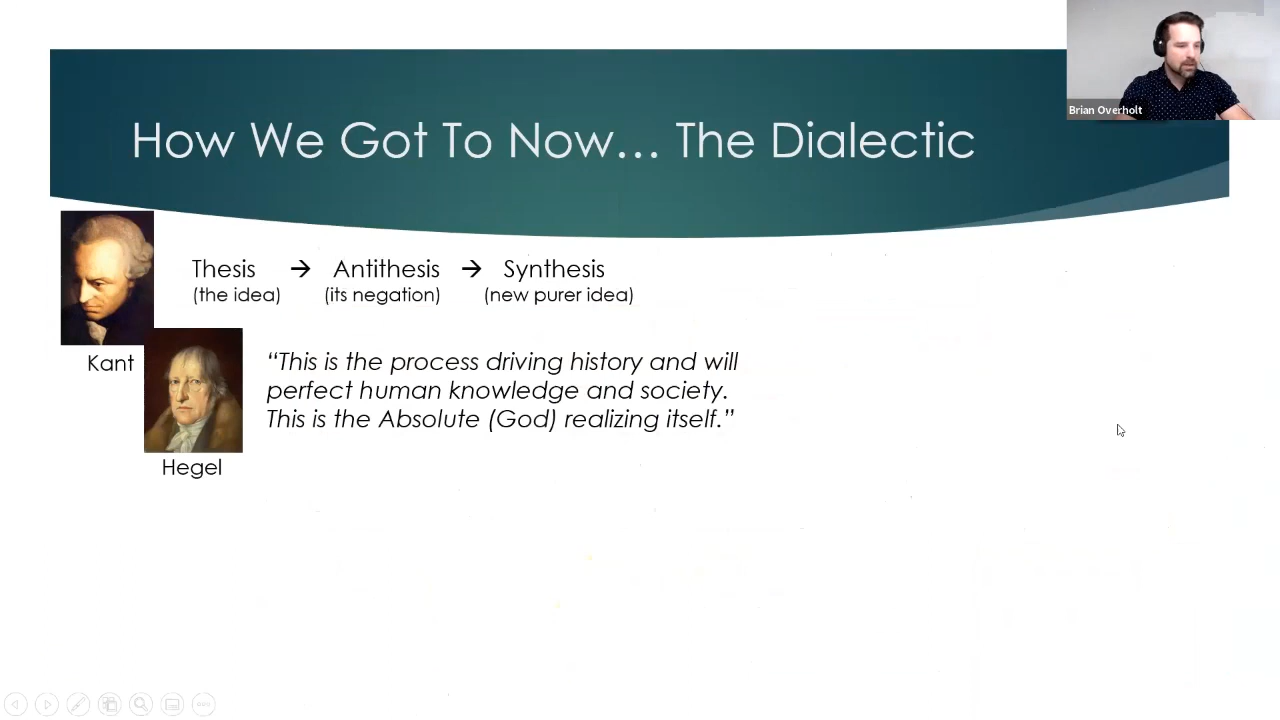 Brian Overholt
How We Got To Now... The Dialectic
Thesis → Antithesis → Synthesis
(the idea) (its negation) (new purer idea)
Kant
“This is the process driving history and will
perfect human knowledge and society.
This is the Absolute (God) realizing itself.”
Hegel